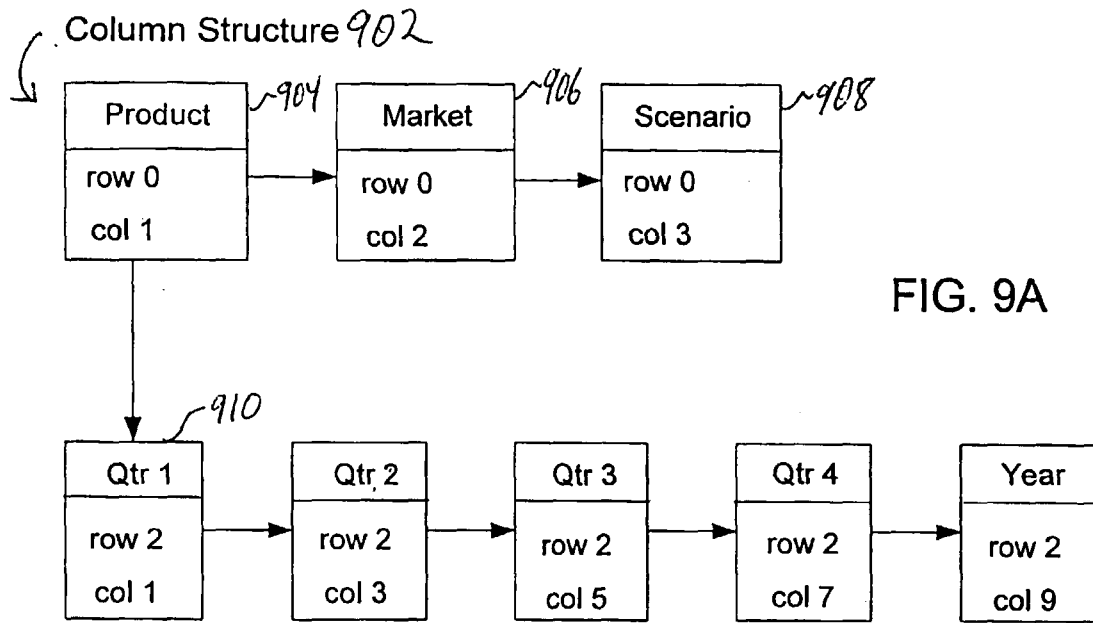 Column Structure 902
Product 904
Market 906
Scenario 908
row 0
col 1
row 0
col 2
row 0
col 3
FIG. 9A
910
Qtr 1
Qtr 2
Qtr 3
Qtr 4
Year
row 2
col 1
row 2
col 3
row 2
col 5
row 2
col 7
row 2
col 9